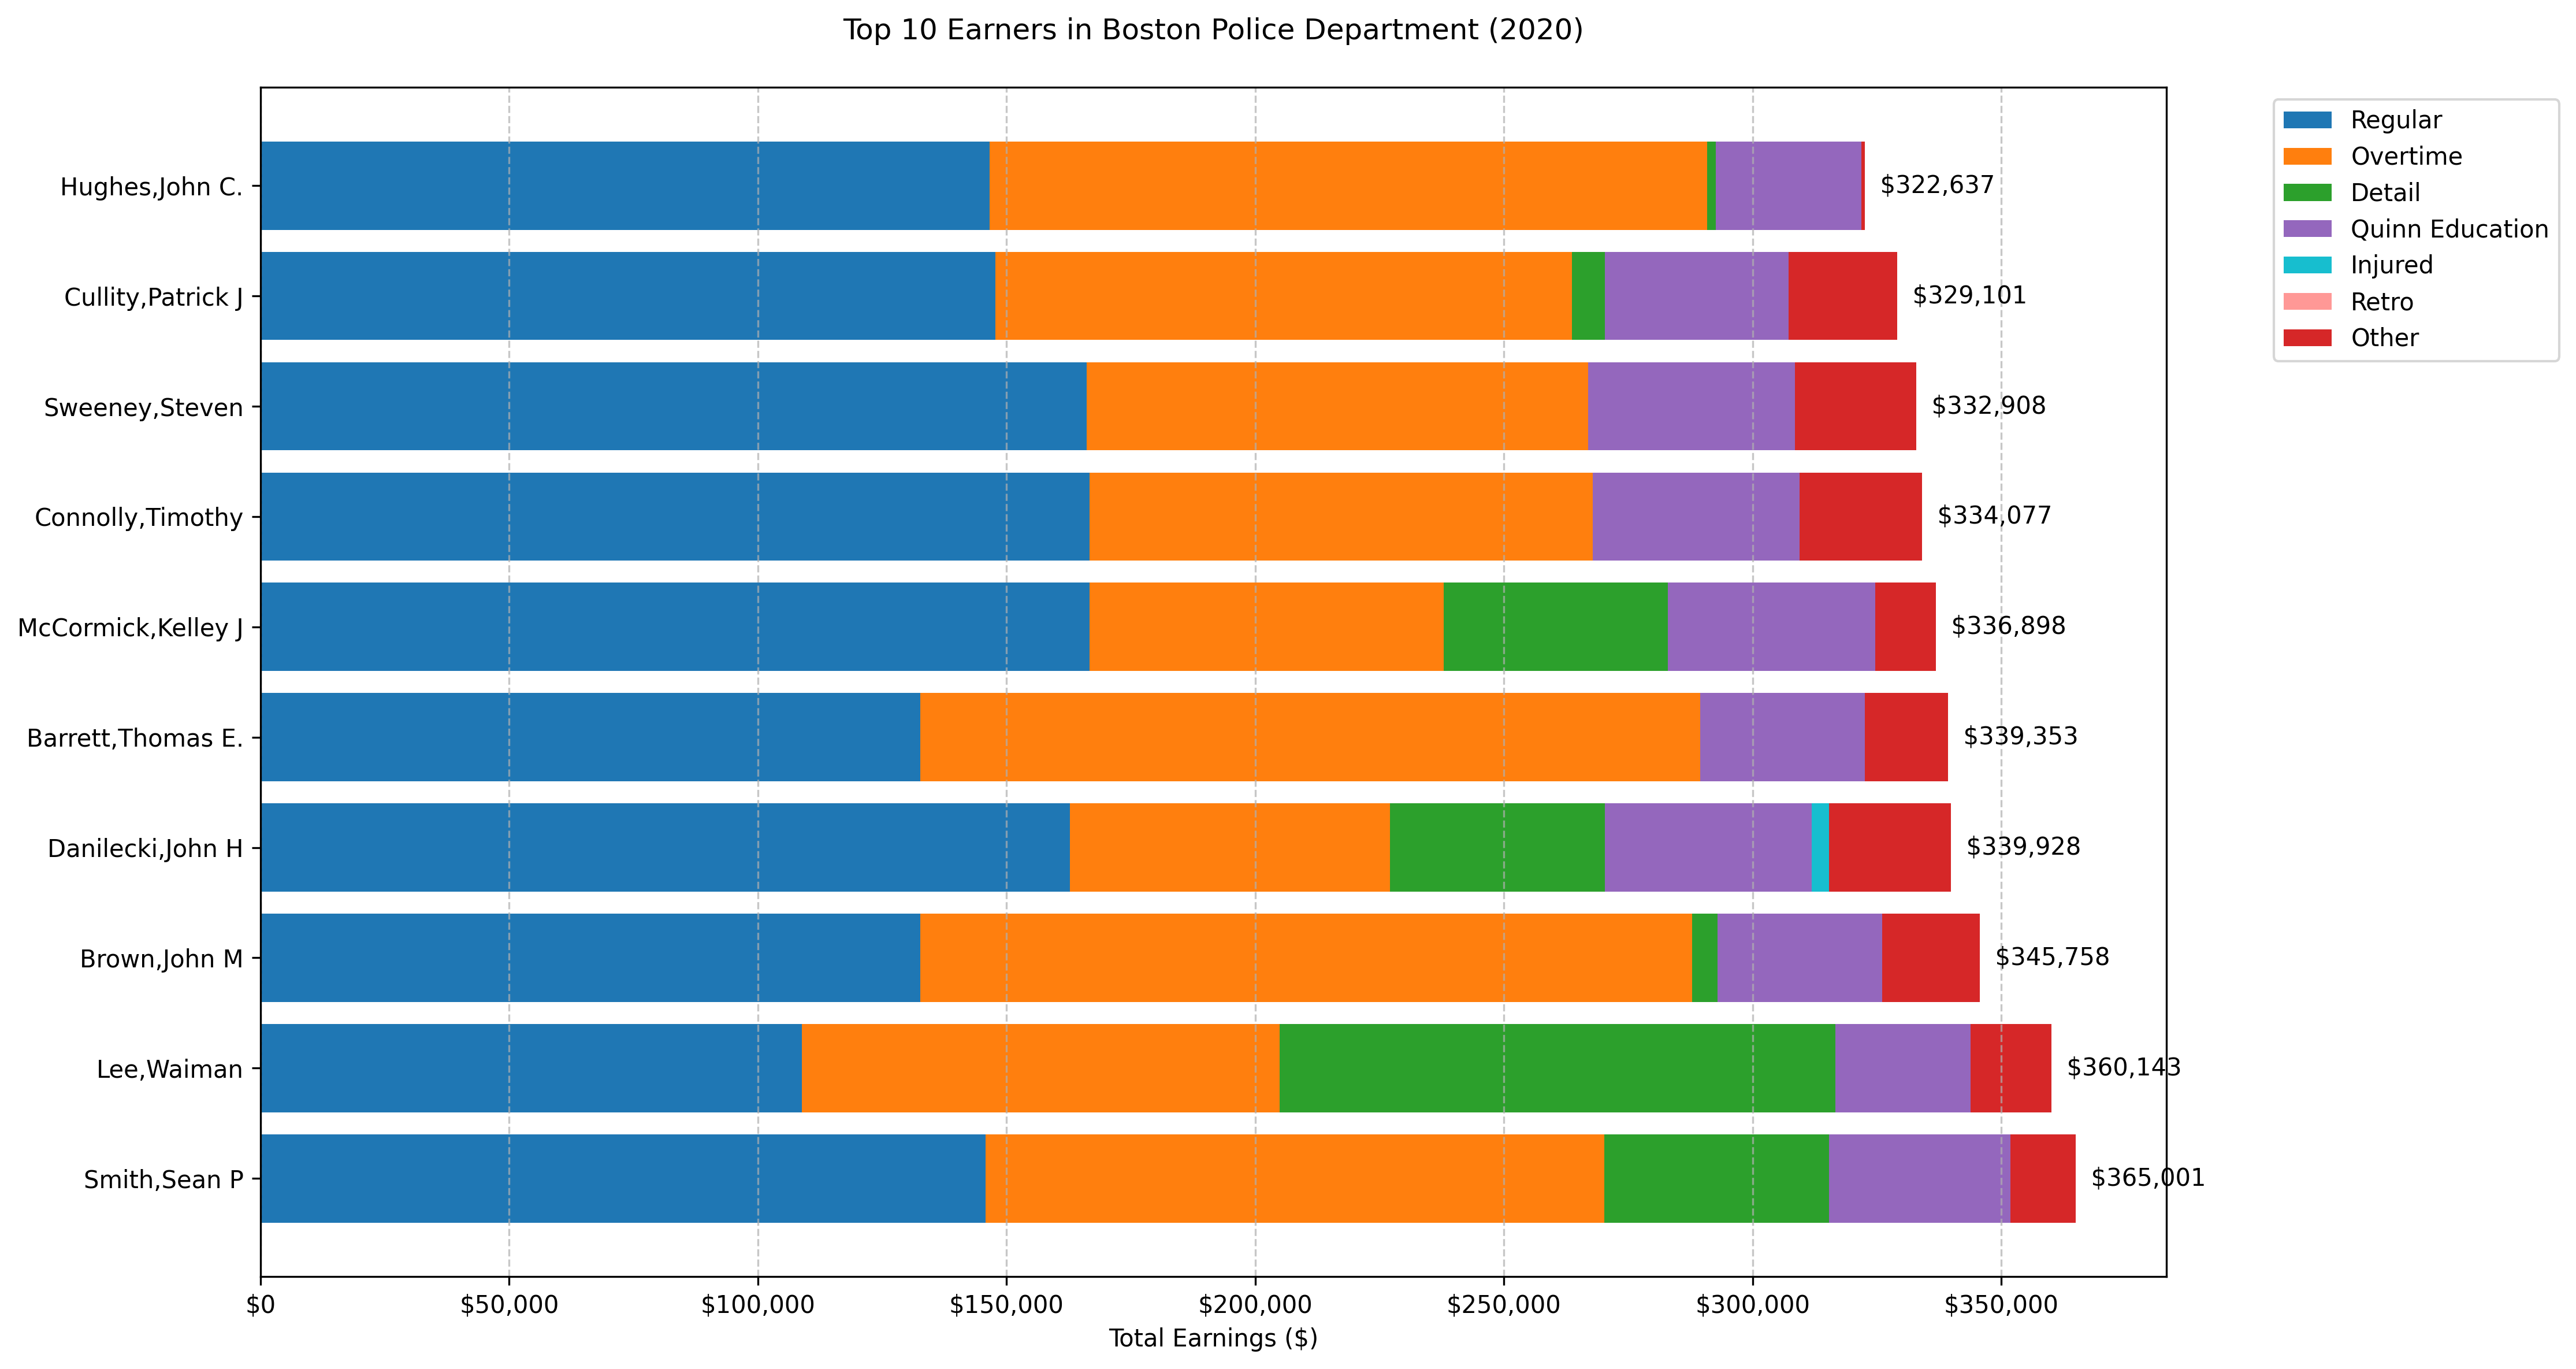 Top 10 Earners in Boston Police Department (2020)
Regular
Overtime
Detail
Quinn Education
Injured
Retro
Other
Hughes,John C.
$322,637
Cullity,Patrick J
$329,101
Sweeney,Steven
$332,908
Connolly,Timothy
$334,077
McCormick,Kelley J
$336,898
Barrett,Thomas E.
$339,353
Danilecki,John H
$339,928
Brown,John M
$345,758
Lee,Waiman
$360,143
Smith,Sean P
$365,001
$0
$50,000
$100,000
$150,000
$200,000
$250,000
$300,000
$350,000
Total Earnings ($)